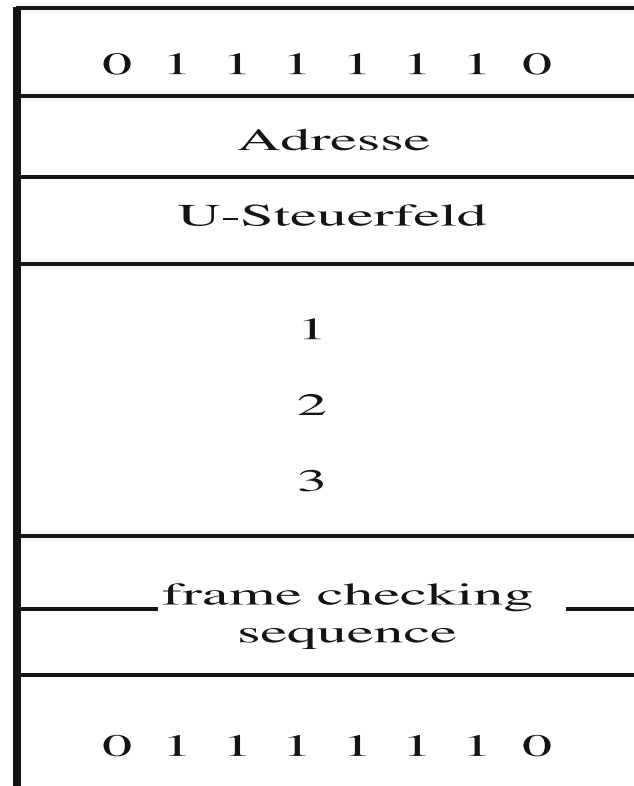 0 1 1 1 1 1 1 0
Adresse
U-Steuerfeld
1
2
3
frame checking
sequence
0 1 1 1 1 1 1 0